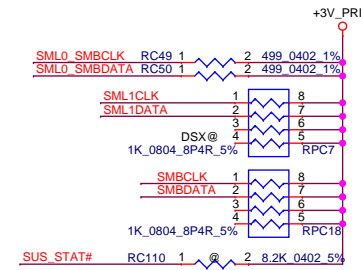 +3V_PRI
SML0_SMBCLK RC49 1 2 499_0402_1%
SML0_SMBDATA RC50 1 2 499_0402_1%
SML1CLK 1 8
SML1DATA 2 7
3 6
DSX@ 4 5
1K_0804_8P4R_5% RPC7
SMBCLK 1 8
SMBDATA 2 7
3 6
4 5
1K_0804_8P4R_5% RPC18
SUS_STAT# RC110 1 @ 2 8.2K_0402_5%